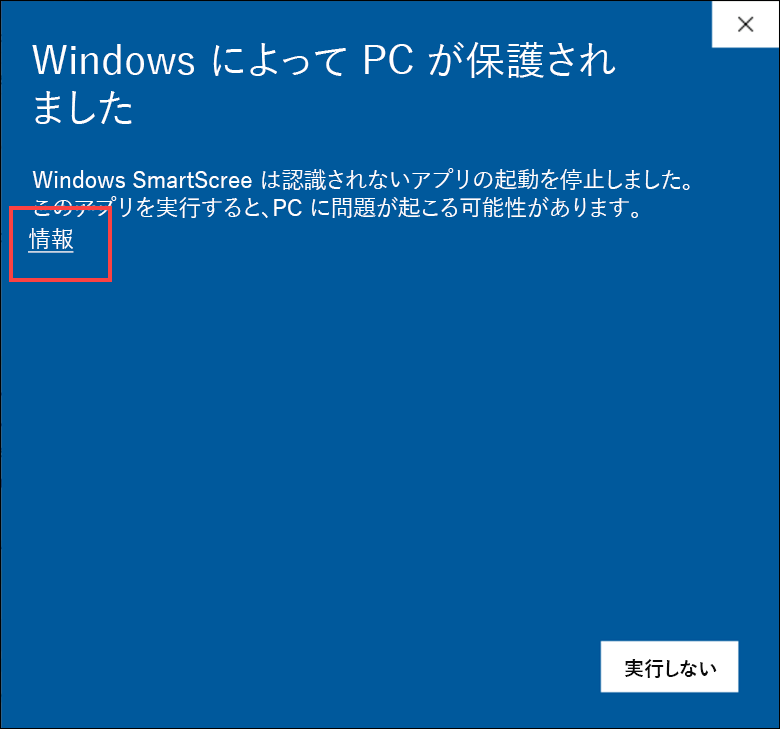 Windows によって PC が保護され
ました
Windows SmartScree は認識されないアプリの起動を停止しました。
このアプリを実行すると、PC に問題が起こる可能性があります。
情報
実行しない